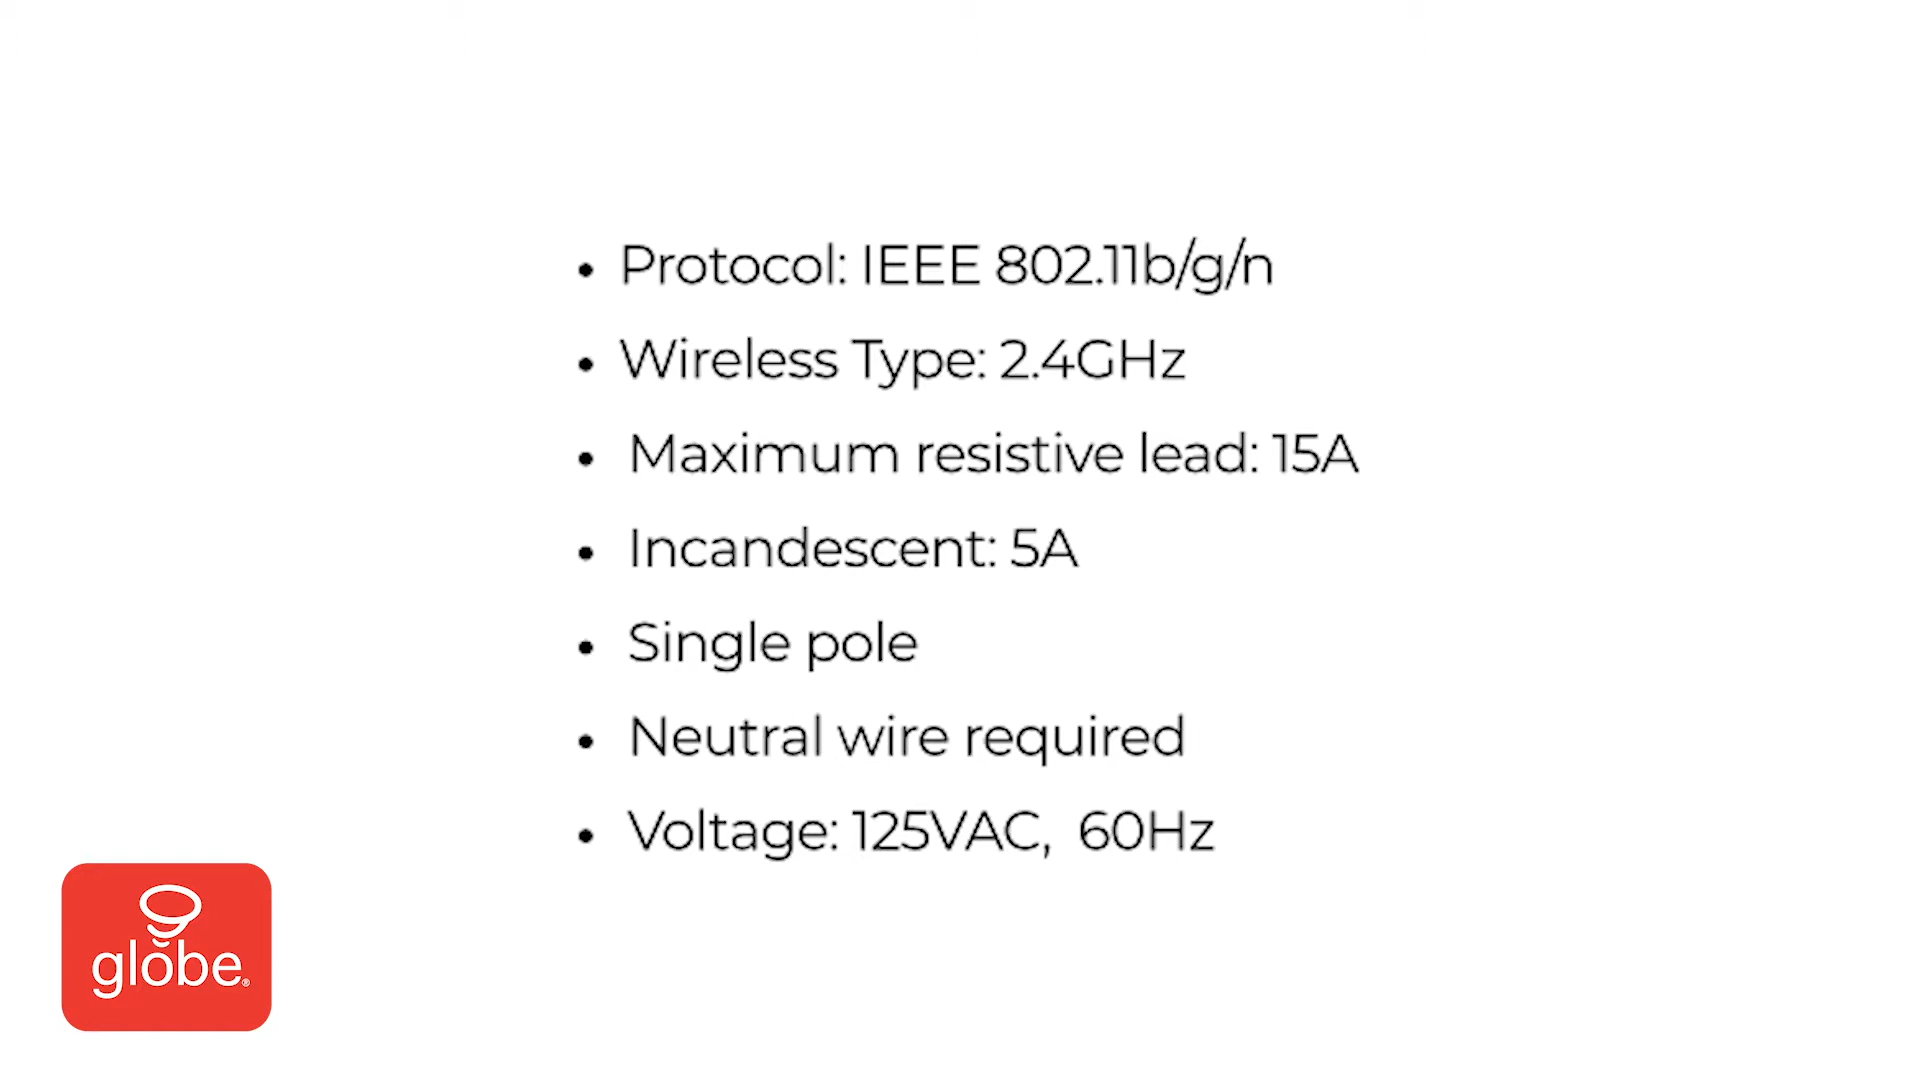 • Protocol: IEEE 802.11b/g/n
• Wireless Type: 2.4GHz
• Maximum resistive lead: 15A
• Incandescent: 5A
• Single pole
• Neutral wire required
• Voltage: 125VAC, 60Hz
globe®